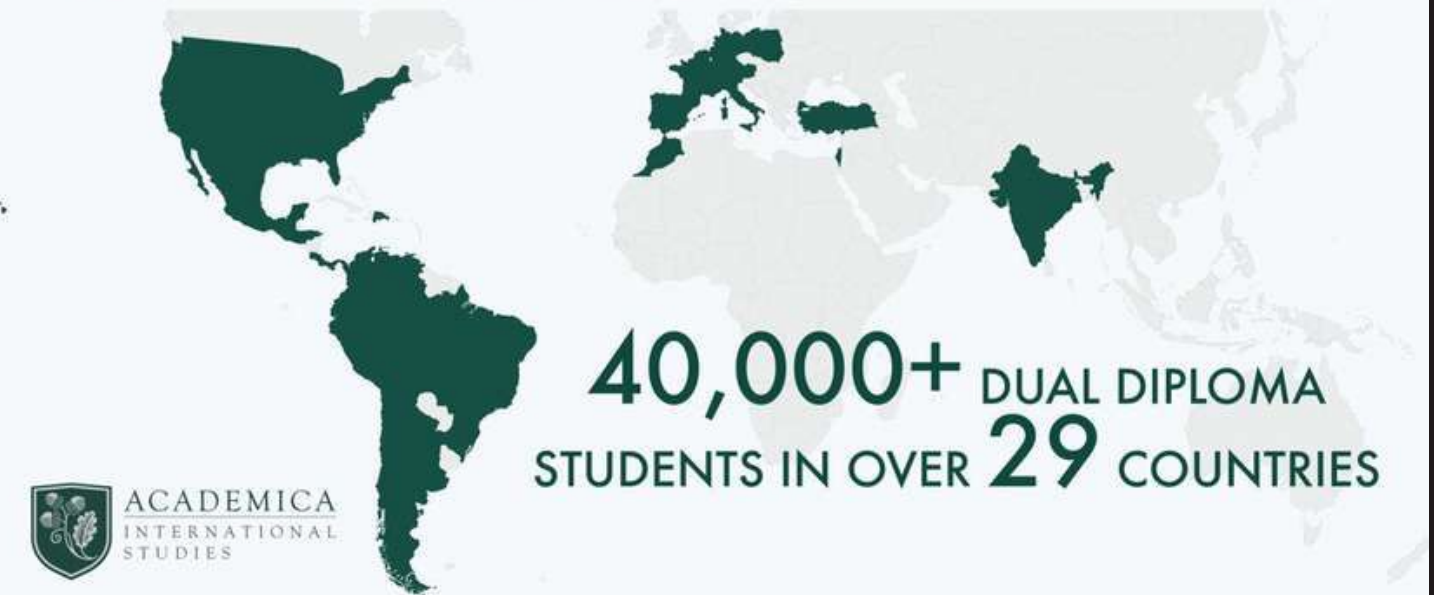 40,000+ DUAL DIPLOMA
STUDENTS IN OVER 29 COUNTRIES
ACADEMICA
INTERNATIONAL
STUDIES